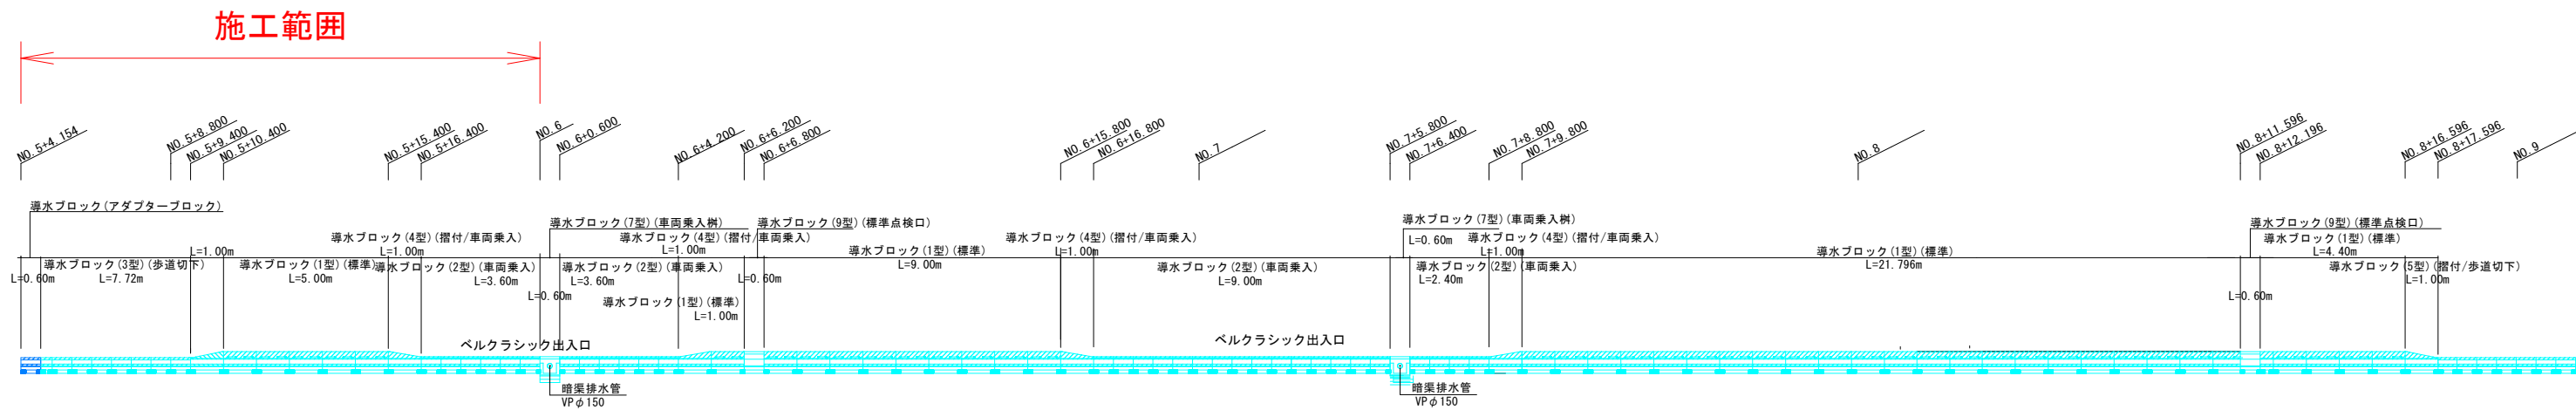 施工範囲
NO.5+4.154
NO.5+8.800
NO.5+9.400
NO.5+10.400
NO.5+15.400
NO.5+16.400
NO.6
NO.6+0.600
NO.6+4.200
NO.6+6.200
NO.6+6.800
NO.6+15.800
NO.6+16.800
NO.7
NO.7+5.800
NO.7+6.400
NO.7+8.800
NO.7+9.800
NO.8
NO.8+11.596
NO.8+12.196
NO.8+16.596
NO.8+17.596
NO.9
導水ブロック(アダプターブロック)
L=0.60m
導水ブロック(3型)(歩道切下)
L=7.72m
L=1.00m
導水ブロック(1型)(標準)
L=5.00m
導水ブロック(4型)(摺付/車両乗入)
L=1.00m
導水ブロック(2型)(車両乗入)
L=3.60m
導水ブロック(7型)(車両乗入桝)
L=0.60m
導水ブロック(2型)(車両乗入)
L=3.60m
導水ブロック(4型)(摺付/車両乗入)
L=1.00m
導水ブロック(1型)(標準)
L=1.00m
導水ブロック(9型)(標準点検口)
L=0.60m
導水ブロック(1型)(標準)
L=9.00m
導水ブロック(4型)(摺付/車両乗入)
L=1.00m
導水ブロック(2型)(車両乗入)
L=9.00m
導水ブロック(7型)(車両乗入桝)
L=0.60m
導水ブロック(4型)(摺付/車両乗入)
L=1.00m
導水ブロック(2型)(車両乗入)
L=2.40m
導水ブロック(1型)(標準)
L=21.796m
導水ブロック(9型)(標準点検口)
L=0.60m
導水ブロック(1型)(標準)
L=4.40m
導水ブロック(5型)(摺付/歩道切下)
L=1.00m
ベルクラシック出入口
ベルクラシック出入口
暗渠排水管
VPφ150
暗渠排水管
VPφ150